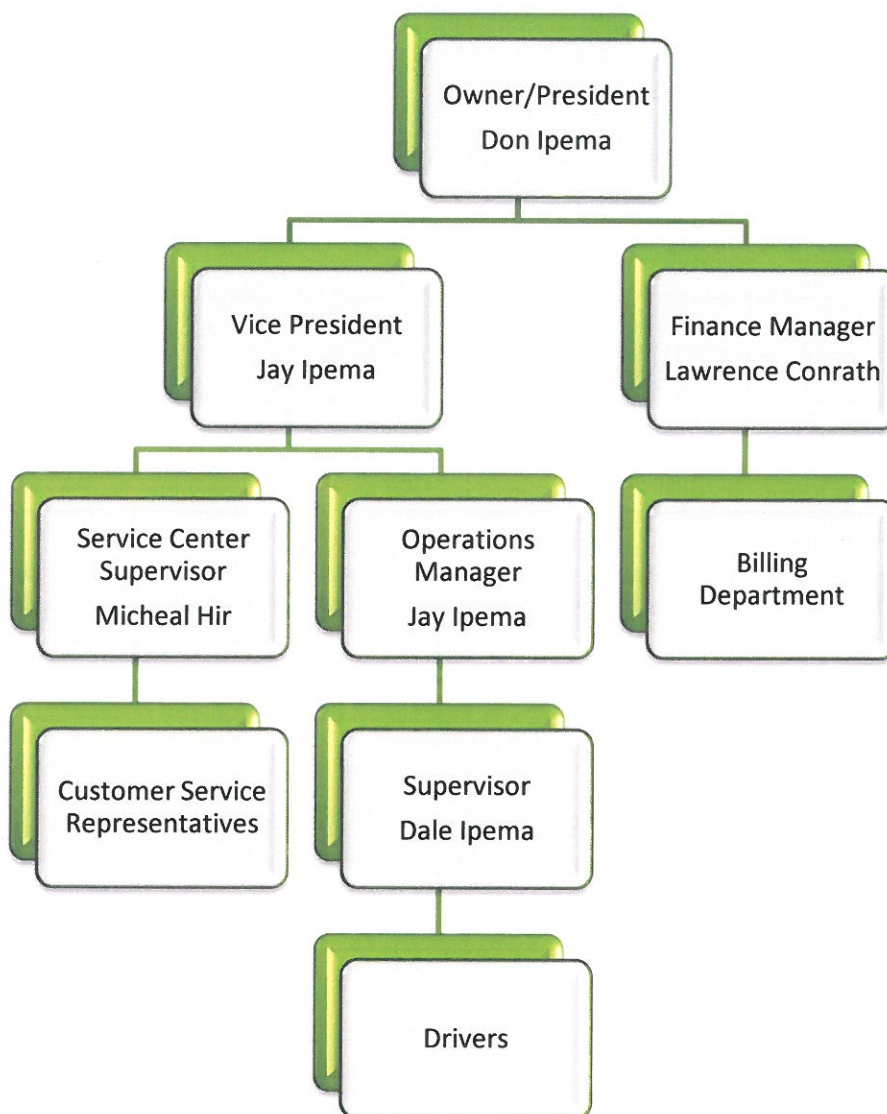 Owner/President
Don Ipema
Vice President
Jay Ipema
Finance Manager
Lawrence Conrath
Service Center
Supervisor
Micheal Hir
Operations
Manager
Jay Ipema
Billing
Department
Customer Service
Representatives
Supervisor
Dale Ipema
Drivers